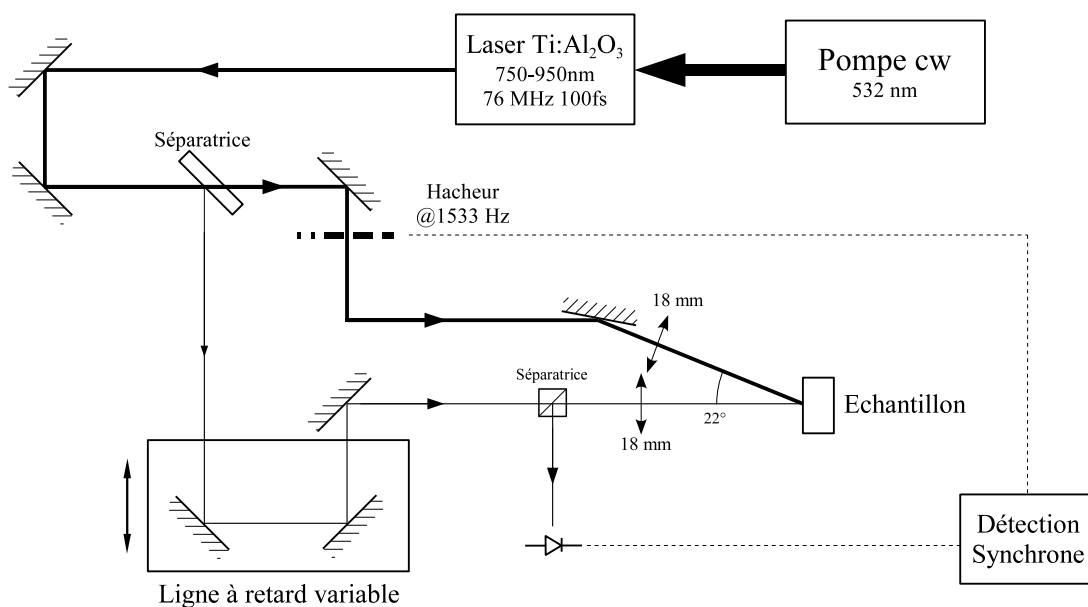 Laser Ti:Al₂O₃
750-950nm
76 MHz 100fs
Pompe cw
532 nm
Séparatrice
Hacheur
@1533 Hz
18 mm
Séparatrice
22°
18 mm
Echantillon
Détection
Synchrone
Ligne à retard variable